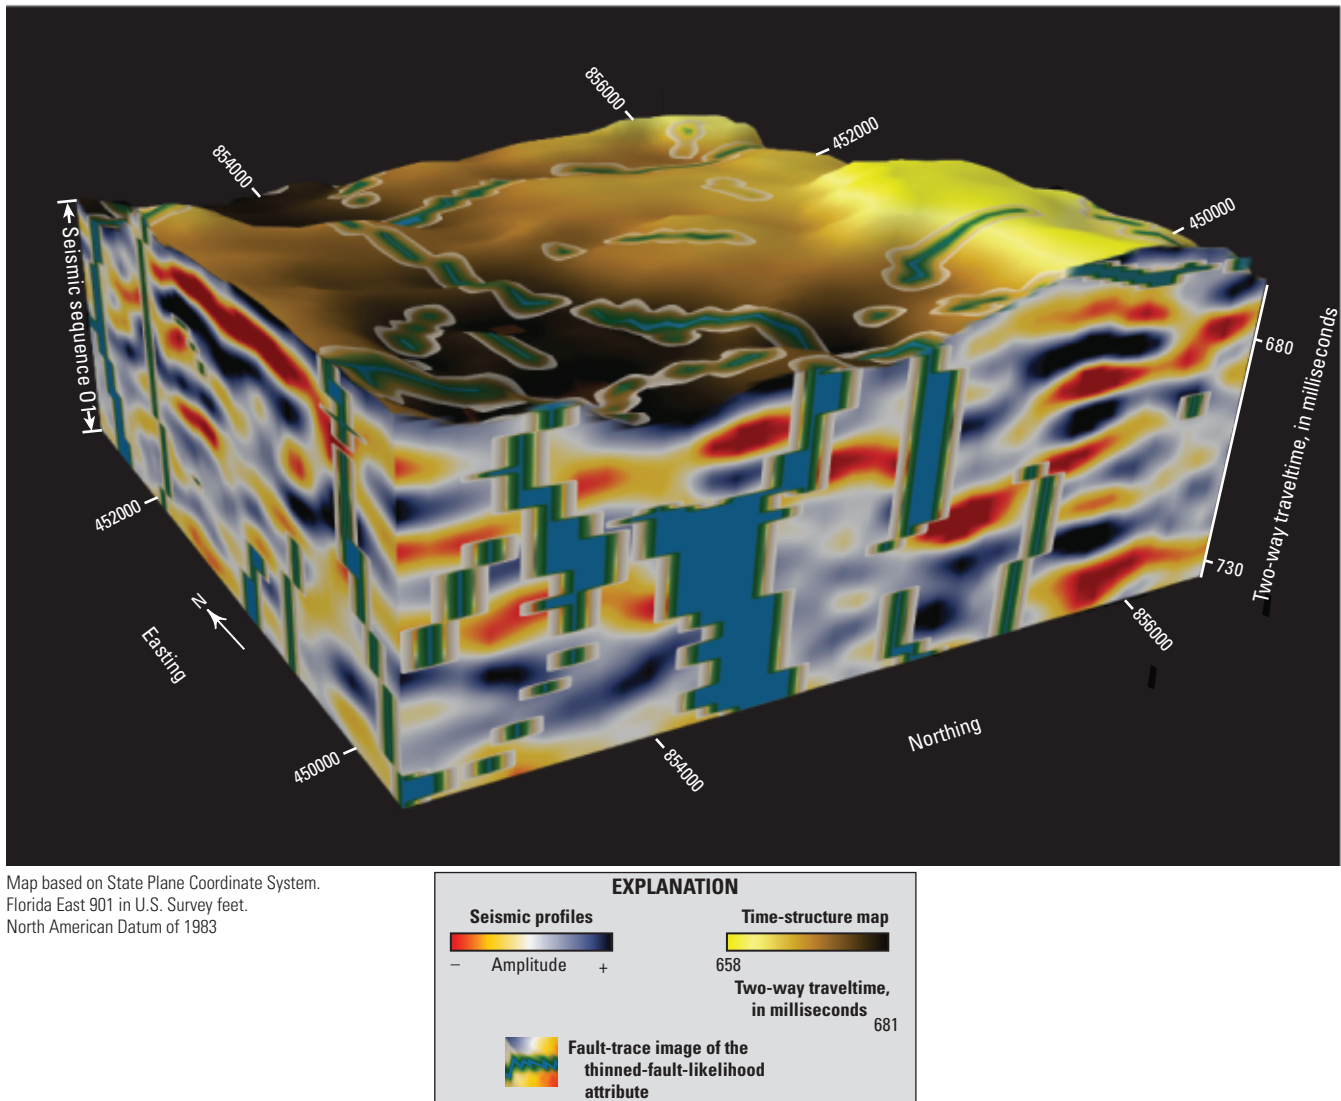 856000
452000
854000
450000
Seismic sequence 01
680
Two-way traveltime, in milliseconds
730
452000
N
Easting
856000
Northing
450000
854000
Map based on State Plane Coordinate System.
Florida East 901 in U.S. Survey feet.
North American Datum of 1983
EXPLANATION
Seismic profiles
– Amplitude +
Time-structure map
658
Two-way traveltime,
in milliseconds
681
Fault-trace image of the
thinned-fault-likelihood
attribute